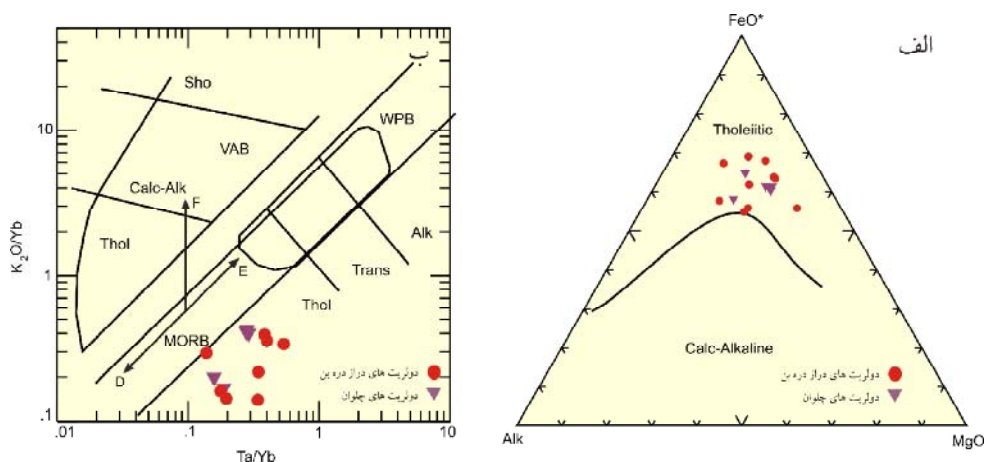 ب
Sho
WPB
10
VAB
Calc-Alk
F
Thol
Alk
K₂O/Yb
E
Trans
1
Thol
MORB
D
دولریت های دراز دره بن
دولریت های چلوان
.1
.01
.1
1
10
Ta/Yb
الف
FeO*
Tholeiitic
Calc-Alkaline
دولریت های دراز دره بن
دولریت های چلوان
Alk
MgO